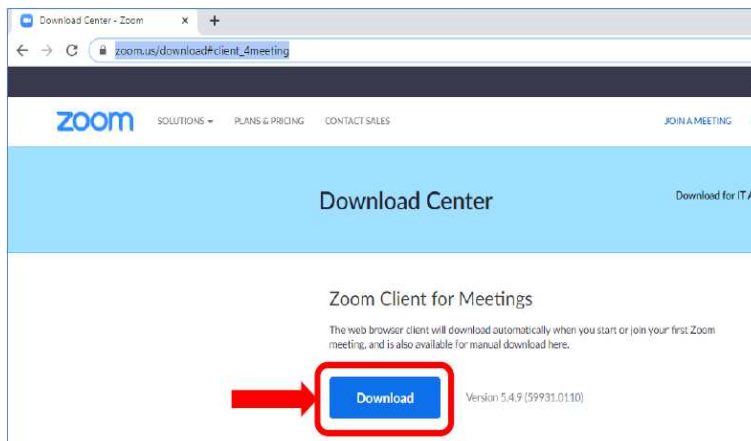 Download Center - Zoom
zoom.us/download#client_4meeting
zoom SOLUTIONS PLANS & PRICING CONTACT SALES JOIN A MEETING
Download Center Download for IT A
Zoom Client for Meetings
The web browser client will download automatically when you start or join your first Zoom
meeting, and is also available for manual download here.
Download Version 5.4.9 (59931.0110)